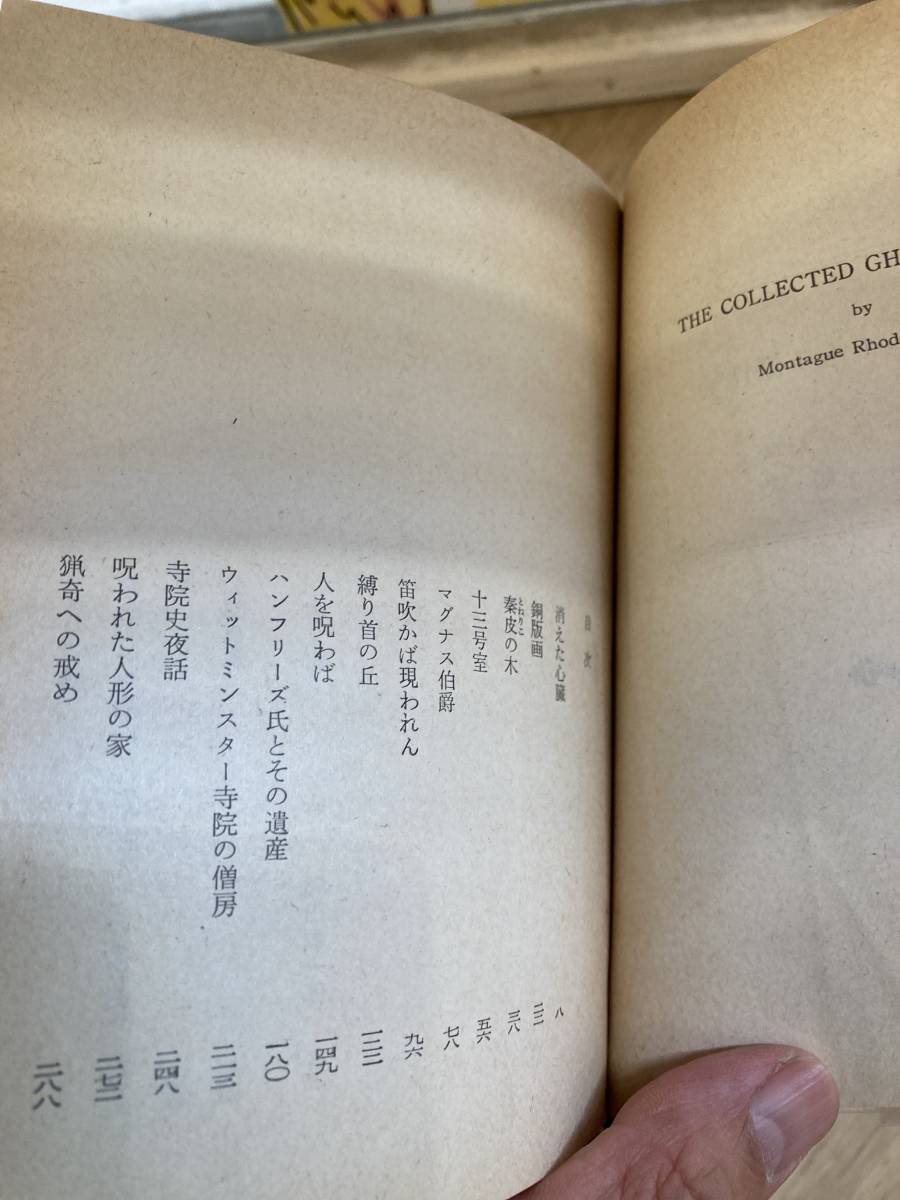 THE COLLECTED GH
by
Montague Rhod
目次
消えた心臓 八
銅版画
秦皮の木 三八
とねりこ
十三号室 五六
マグナス伯爵 七八
笛吹かば現われん 九六
縛り首の丘
人を呪わば 一四九
ハンフリーズ氏とその遺産 一八〇
ウィットミンスター寺院の僧房 二一三
寺院史夜話 二四八
呪われた人形の家
猟奇への戒め 二八八